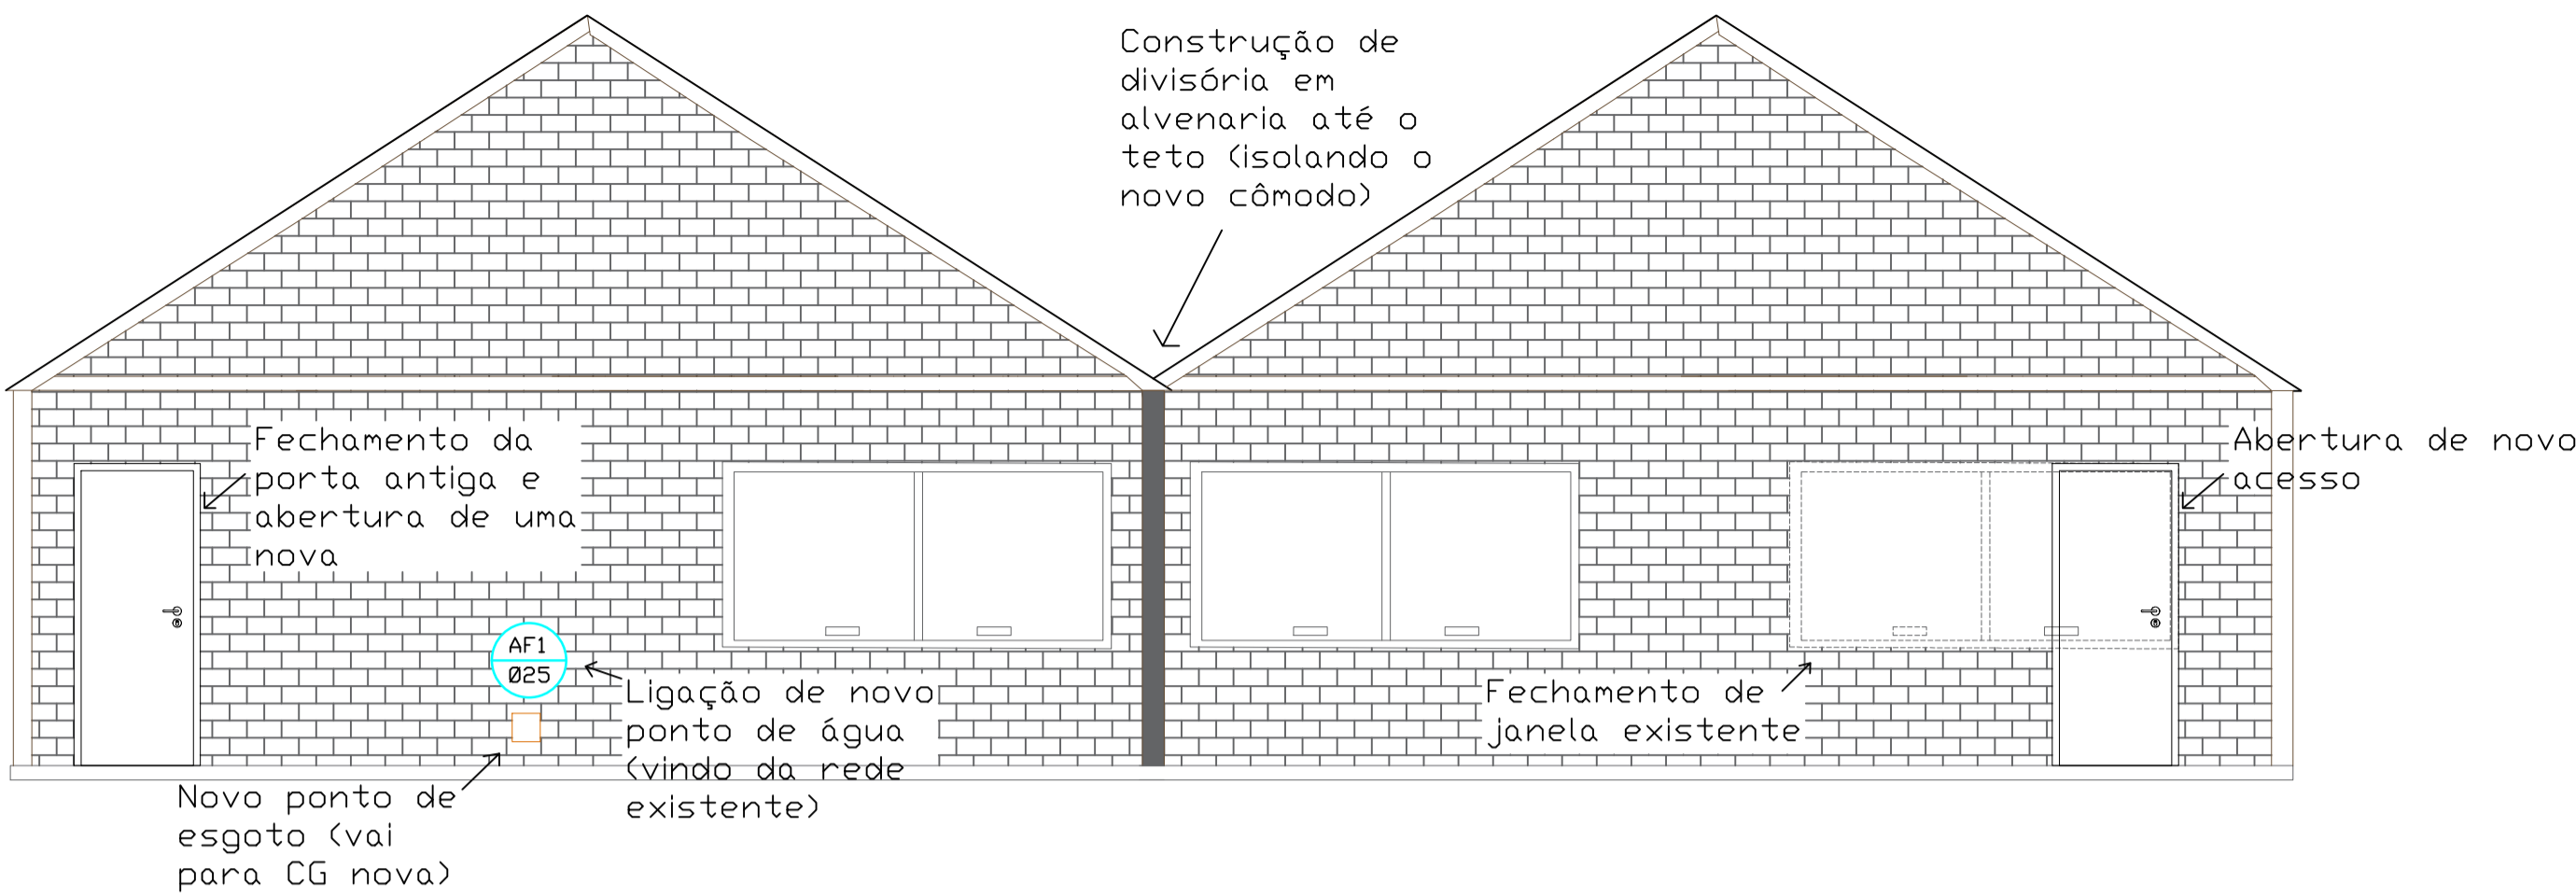 Construção de
divisória em
alvenaria até o
teto (isolando o
novo cômodo)
Fechamento da
porta antiga e
abertura de uma
nova
Abertura de novo
acesso
AF1
Ø25
Ligação de novo
ponto de água
(vindo da rede
existente)
Fechamento de
janela existente
Novo ponto de
esgoto (vai
para CG nova)